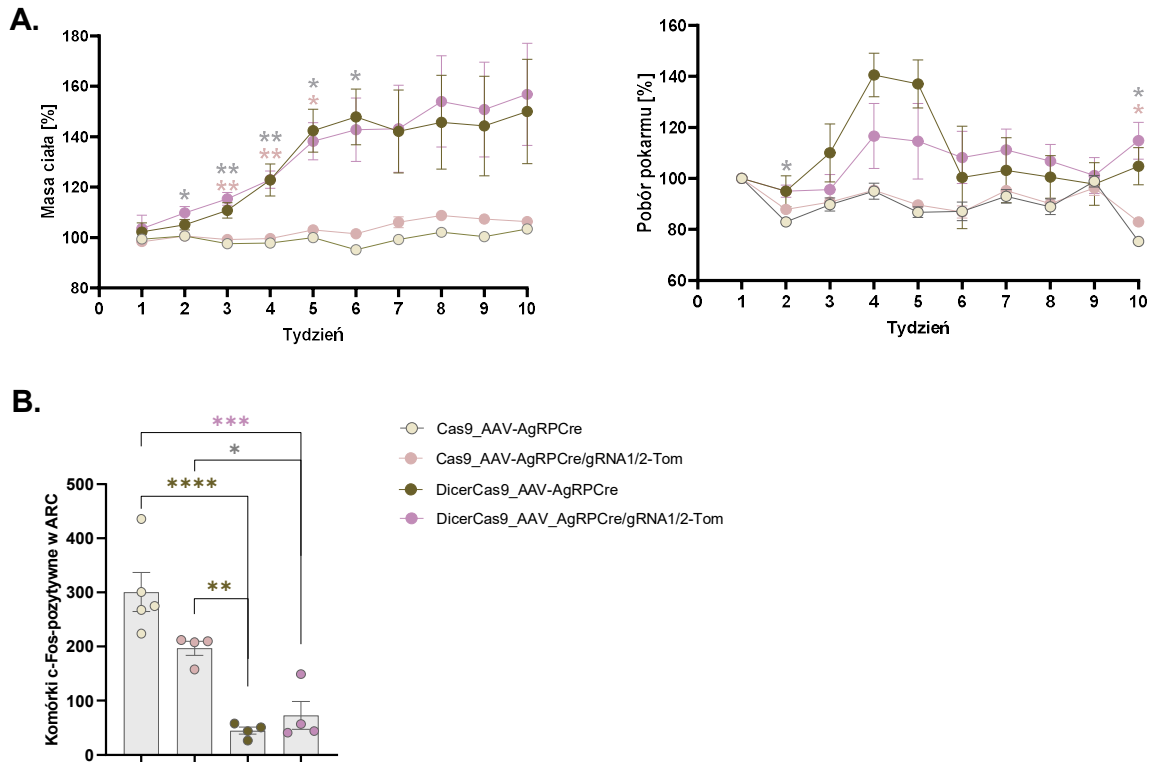 A.
180
160
140
120
100
80
Masa ciała [%]
** ** * *
* ** ** *
0 1 2 3 4 5 6 7 8 9 10
Tydzień
160
140
120
100
80
60
Pobór pokarmu [%]
* *
*
0 1 2 3 4 5 6 7 8 9 10
Tydzień
B.
***
*
****
**
500
400
300
200
100
0
Komórki c-Fos-pozytywne w ARC
Cas9_AAV-AgRPCre
Cas9_AAV-AgRPCre/gRNA1/2-Tom
DicerCas9_AAV-AgRPCre
DicerCas9_AAV_AgRPCre/gRNA1/2-Tom